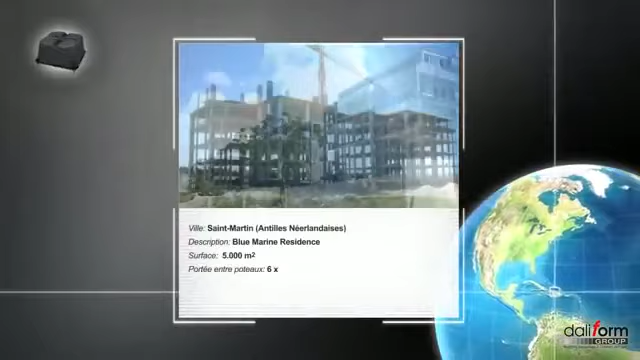 Ville: Saint-Martin (Antilles Néerlandaises)
Description: Blue Marine Residence
Surface: 5.000 m²
Portée entre poteaux: 6 x
daliform
GROUP